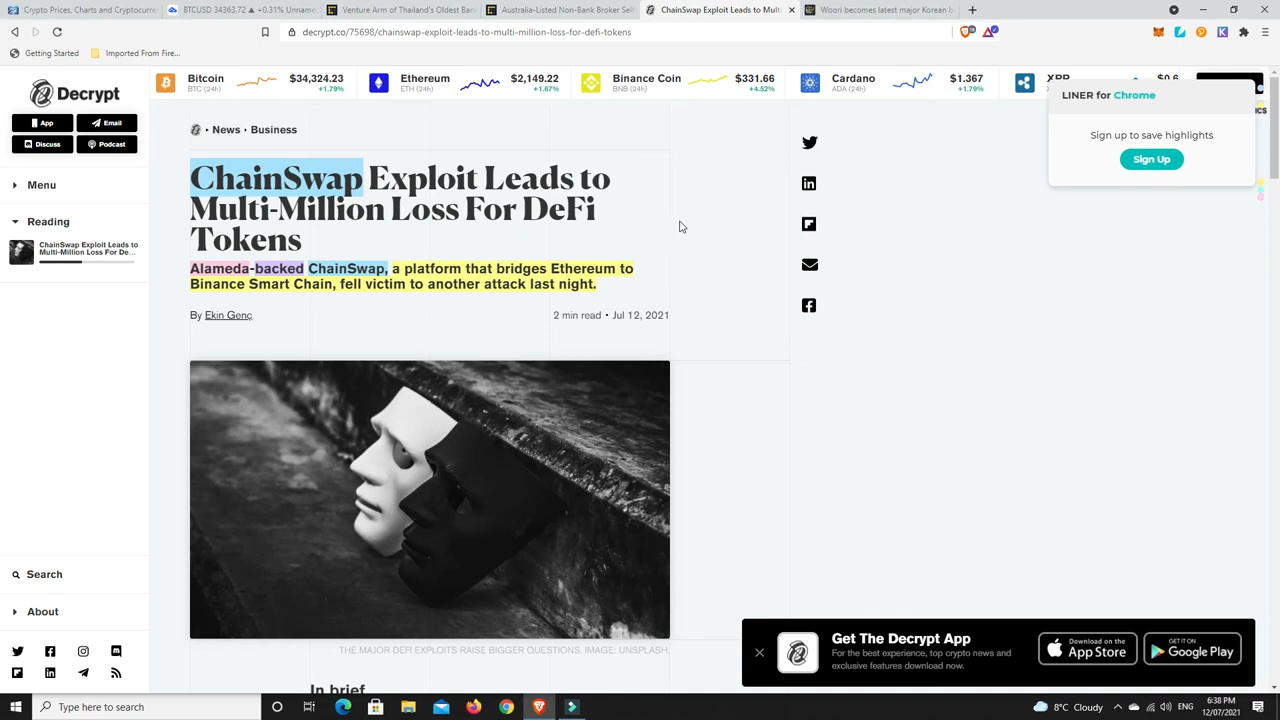 Crypto Prices, Charts and Cryptocurr
BTCUSD 34363.72 ▲ +0.31% Unname
Venture Arm of Thailand's Oldest Ban
Australia-Listed Non-Bank Broker Sel
ChainSwap Exploit Leads to Mult
Woori becomes latest major Korean b
decrypt.co/75698/chainswap-exploit-leads-to-multi-million-loss-for-defi-tokens
Getting Started
Imported From Fire...
Decrypt
App
Email
Discuss
Podcast
Menu
Reading
ChainSwap Exploit Leads to
Multi-Million Loss For De...
Search
About
Bitcoin $34,324.23
BTC (24h) +1.79%
Ethereum $2,149.22
ETH (24h) +1.67%
Binance Coin $331.66
BNB (24h) +4.52%
Cardano $1.367
ADA (24h) +1.79%
XRP $0.6
LINER for Chrome
Sign up to save highlights
Sign Up
News › Business
ChainSwap Exploit Leads to
Multi-Million Loss For DeFi
Tokens
Alameda-backed ChainSwap, a platform that bridges Ethereum to
Binance Smart Chain, fell victim to another attack last night.
By Ekin Genç
2 min read • Jul 12, 2021
THE MAJOR DEFI EXPLOITS RAISE BIGGER QUESTIONS. IMAGE: UNSPLASH.
In brief
Get The Decrypt App
For the best experience, top crypto news and
exclusive features download now.
Download on the
App Store
GET IT ON
Google Play
Type here to search
8°C Cloudy
ENG
6:38 PM
12/07/2021